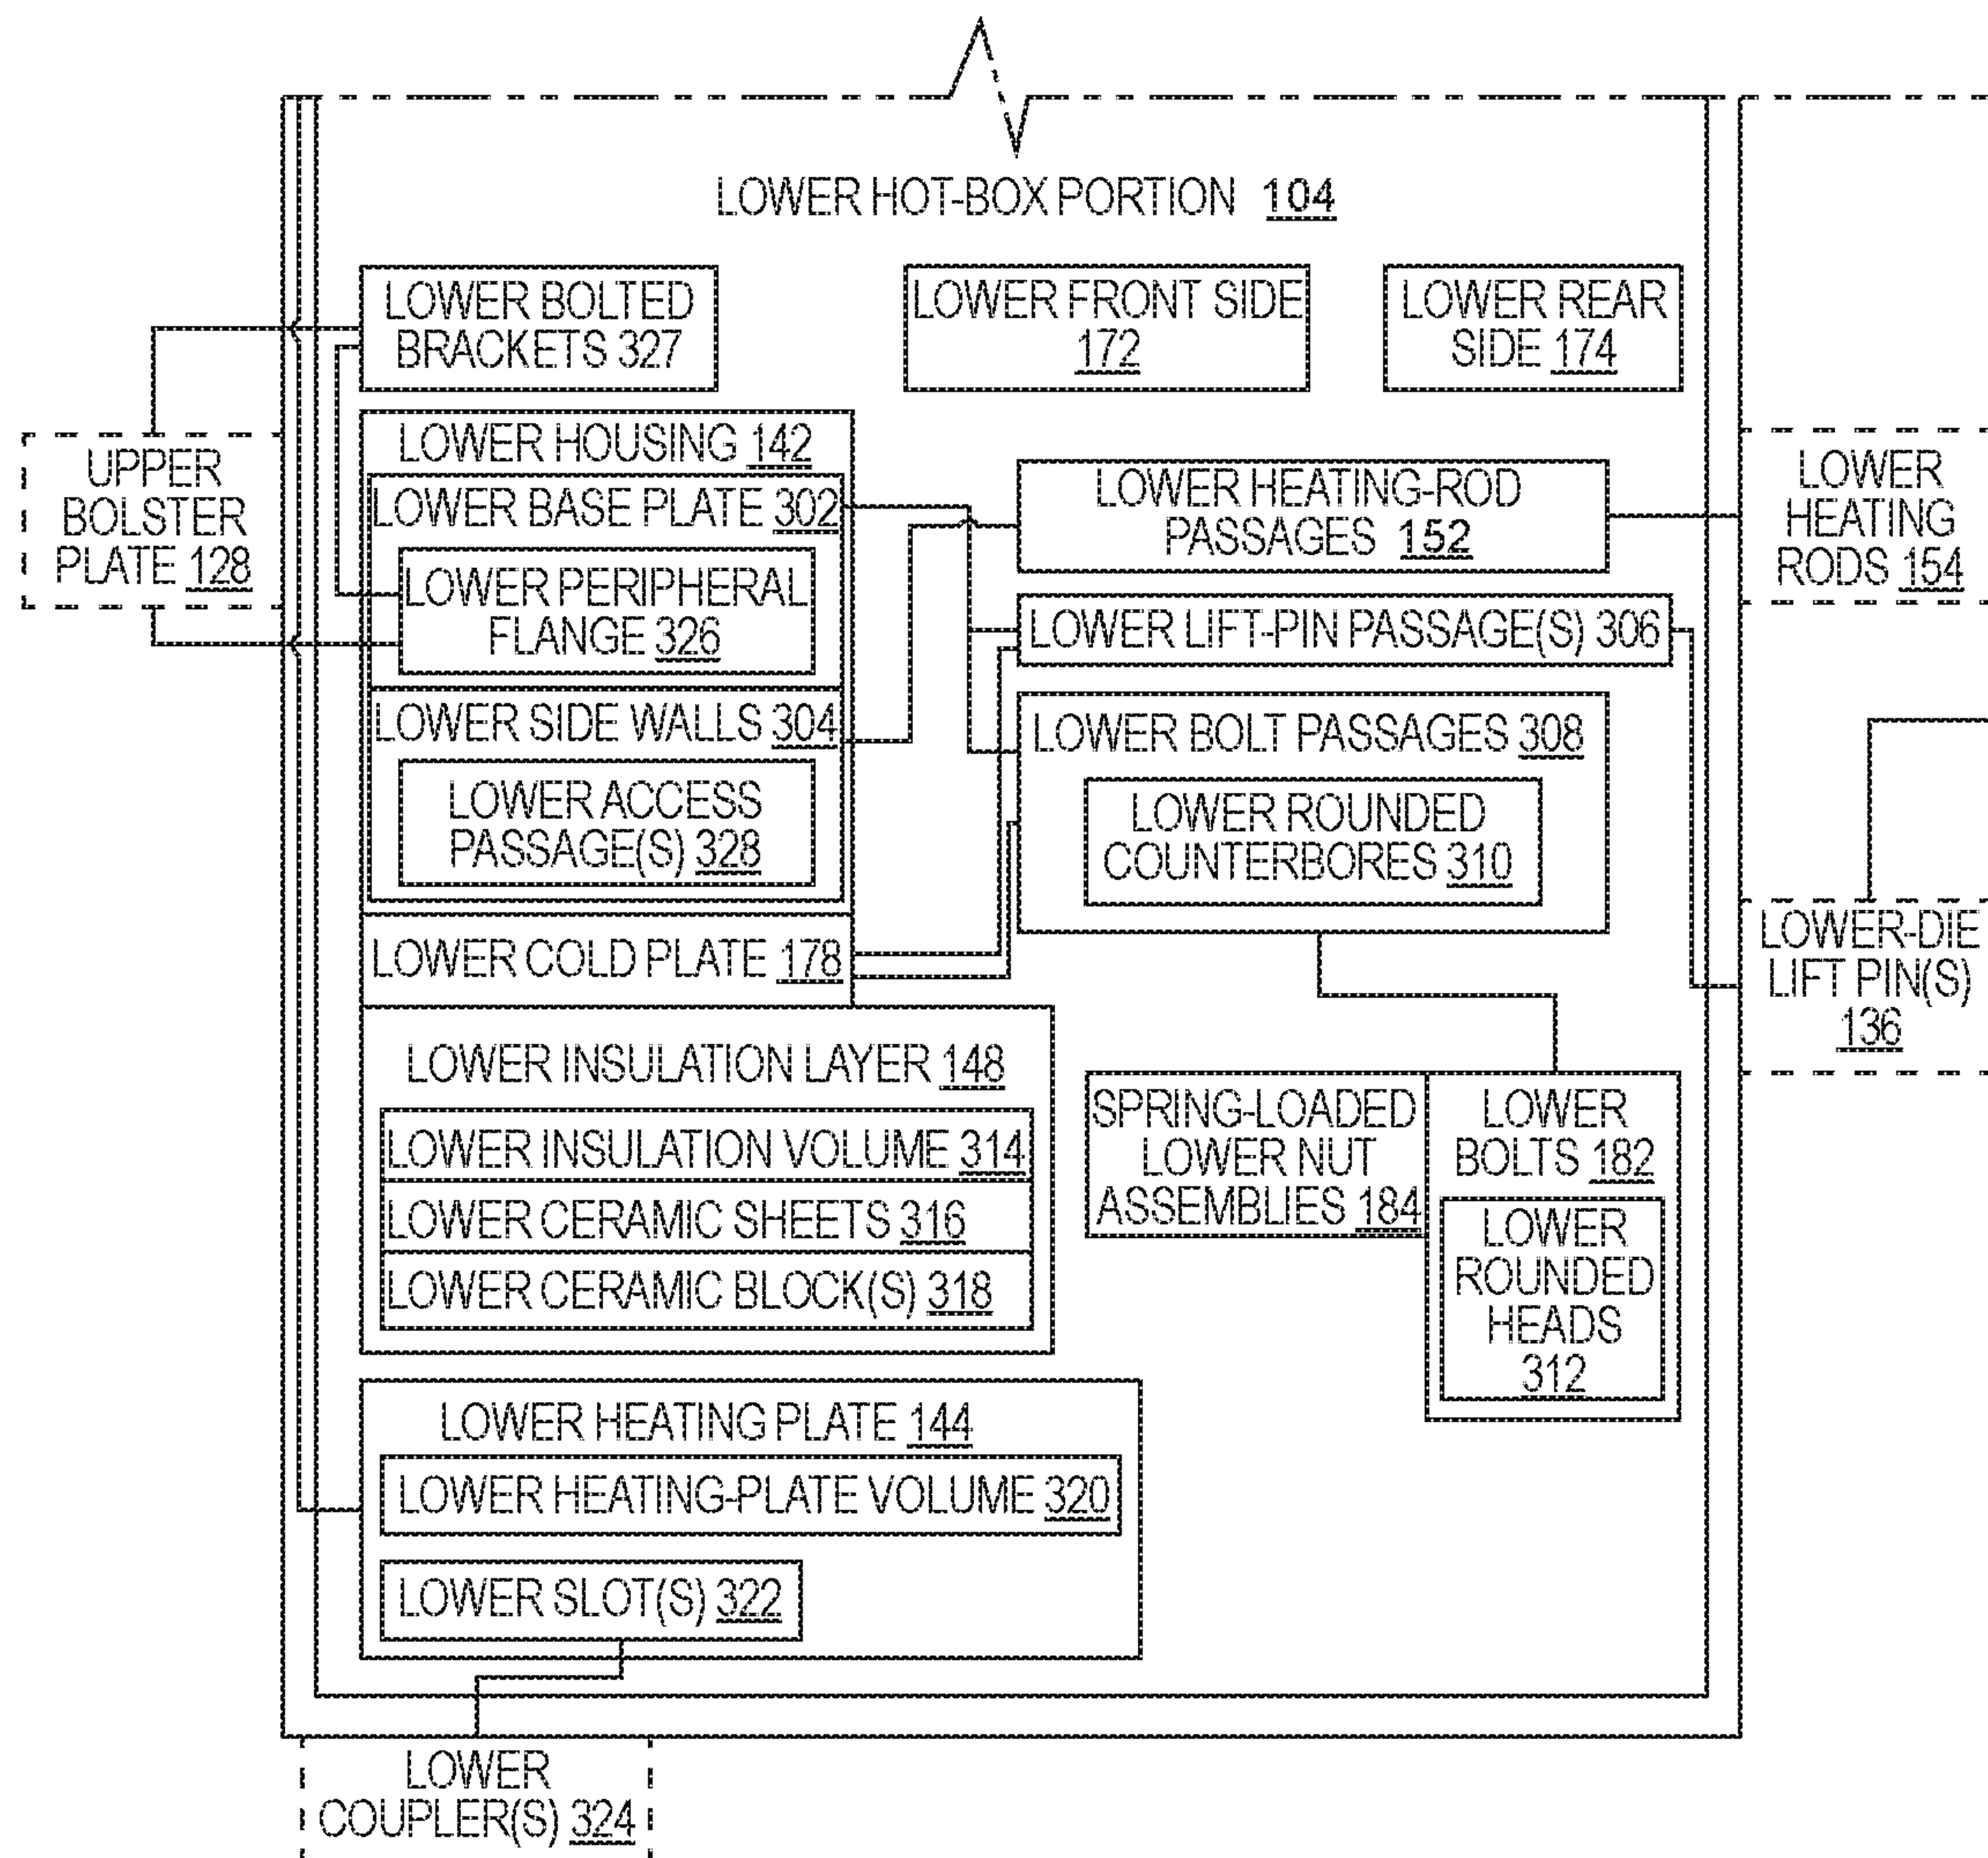 LOWER HOT-BOX PORTION 104
LOWER BOLTED
BRACKETS 327
LOWER FRONT SIDE
172
LOWER REAR
SIDE 174
UPPER
BOLSTER
PLATE 128
LOWER HOUSING 142
LOWER BASE PLATE 302
LOWER PERIPHERAL
FLANGE 326
LOWER SIDE WALLS 304
LOWER ACCESS
PASSAGE(S) 328
LOWER COLD PLATE 178
LOWER HEATING-ROD
PASSAGES 152
LOWER LIFT-PIN PASSAGE(S) 306
LOWER BOLT PASSAGES 308
LOWER ROUNDED
COUNTERBORES 310
LOWER
HEATING
RODS 154
LOWER-DIE
LIFT PIN(S)
136
LOWER INSULATION LAYER 148
LOWER INSULATION VOLUME 314
LOWER CERAMIC SHEETS 316
LOWER CERAMIC BLOCK(S) 318
SPRING-LOADED
LOWER NUT
ASSEMBLIES 184
LOWER
BOLTS 182
LOWER
ROUNDED
HEADS
312
LOWER HEATING PLATE 144
LOWER HEATING-PLATE VOLUME 320
LOWER SLOT(S) 322
LOWER
COUPLER(S) 324